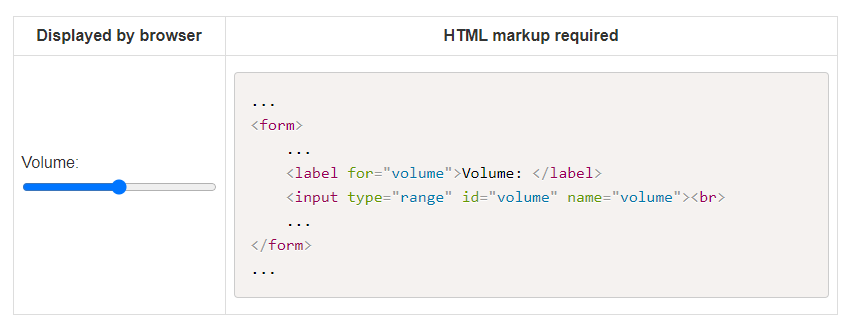 Displayed by browser
HTML markup required
Volume:
...
<form>
    ...
    <label for="volume">Volume: </label>
    <input type="range" id="volume" name="volume"><br>
    ...
</form>
...